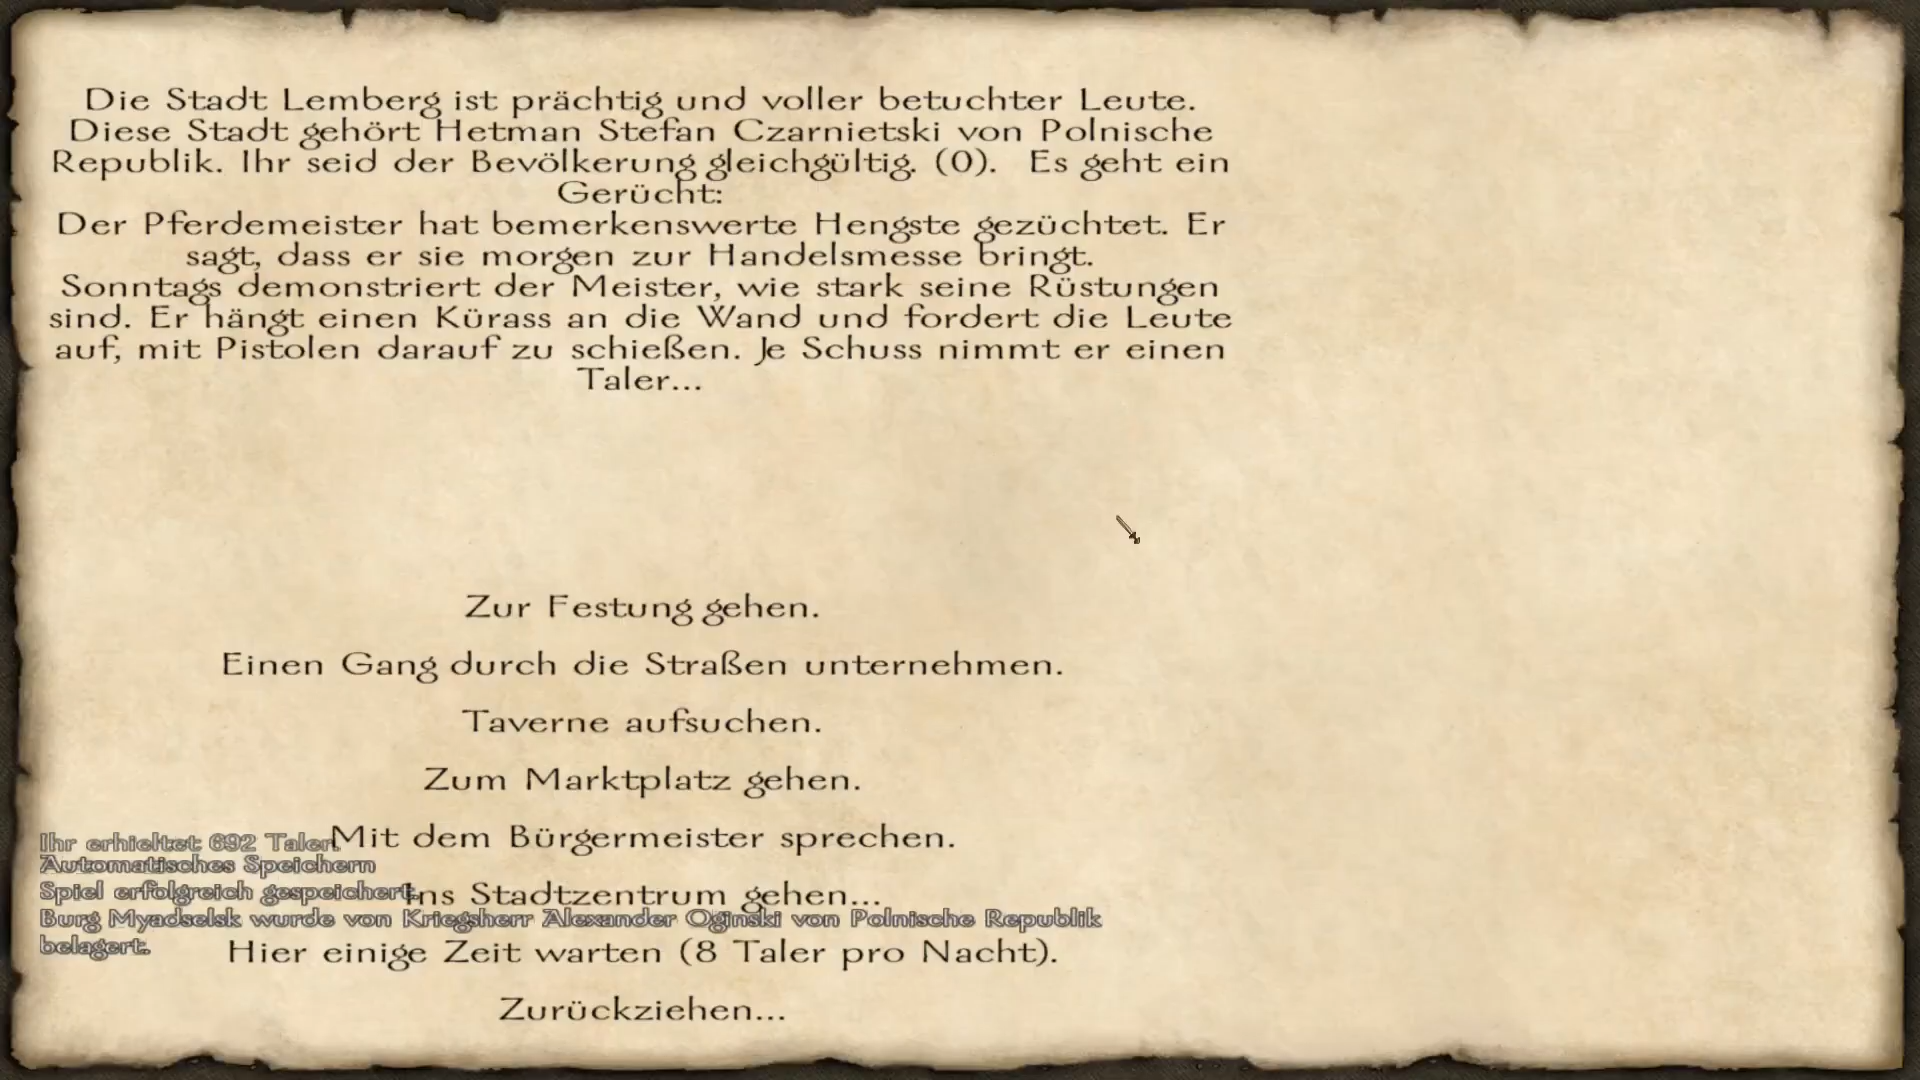 Die Stadt Lemberg ist prächtig und voller betuchter Leute.
Diese Stadt gehört Hetman Stefan Czarnietski von Polnische
Republik. Ihr seid der Bevölkerung gleichgültig. (0). Es geht ein
Gerücht:
Der Pferdemeister hat bemerkenswerte Hengste gezüchtet. Er
sagt, dass er sie morgen zur Handelsmesse bringt.
Sonntags demonstriert der Meister, wie stark seine Rüstungen
sind. Er hängt einen Kürass an die Wand und fordert die Leute
auf, mit Pistolen darauf zu schießen. Je Schuss nimmt er einen
Taler...
Zur Festung gehen.
Einen Gang durch die Straßen unternehmen.
Taverne aufsuchen.
Zum Marktplatz gehen.
Mit dem Bürgermeister sprechen.
Ins Stadtzentrum gehen...
Hier einige Zeit warten (8 Taler pro Nacht).
Zurückziehen...
Ihr erhieltet 692 Taler.
Automatisches Speichern
Spiel erfolgreich gespeichert.
Burg Myadselsk wurde von Kriegsherr Alexander Oginski von Polnische Republik
belagert.